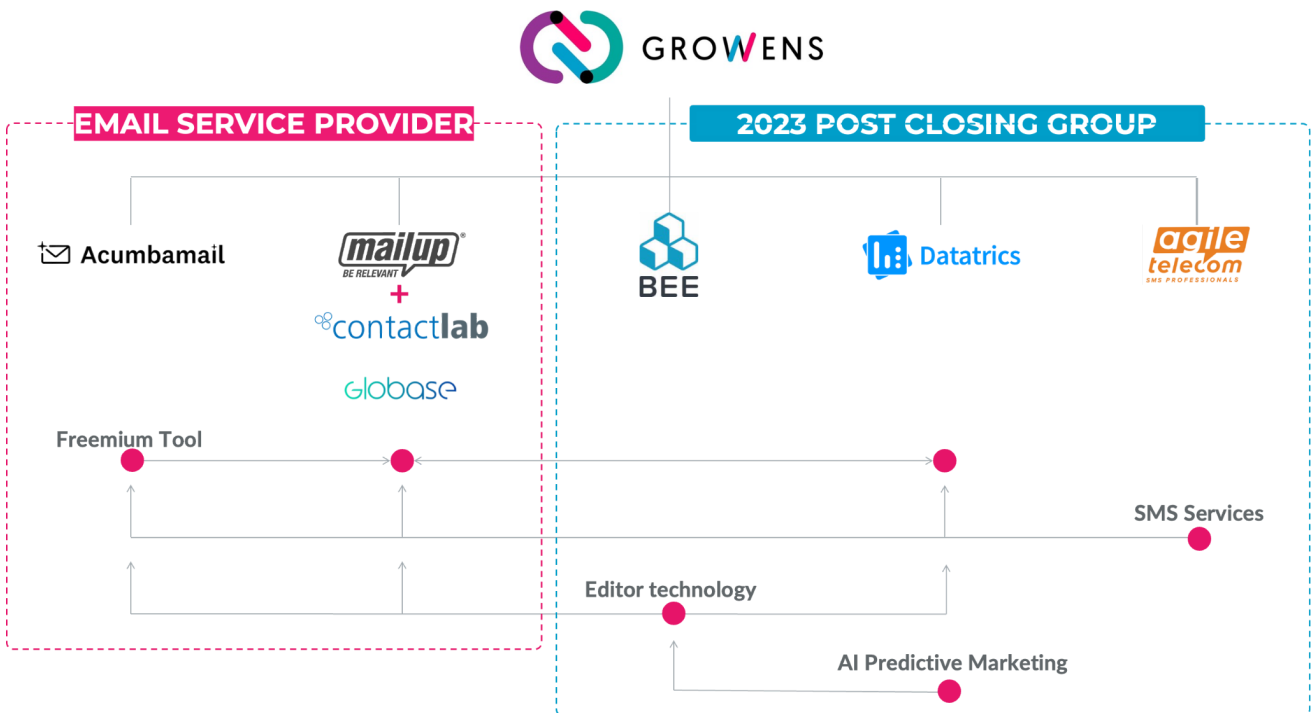 GROWENS
EMAIL SERVICE PROVIDER
2023 POST CLOSING GROUP
Acumbamail
mailup®
BE RELEVANT
+
contactlab
Globase
BEE
Datatrics
agile
telecom
SMS PROFESSIONALS
Freemium Tool
SMS Services
Editor technology
AI Predictive Marketing